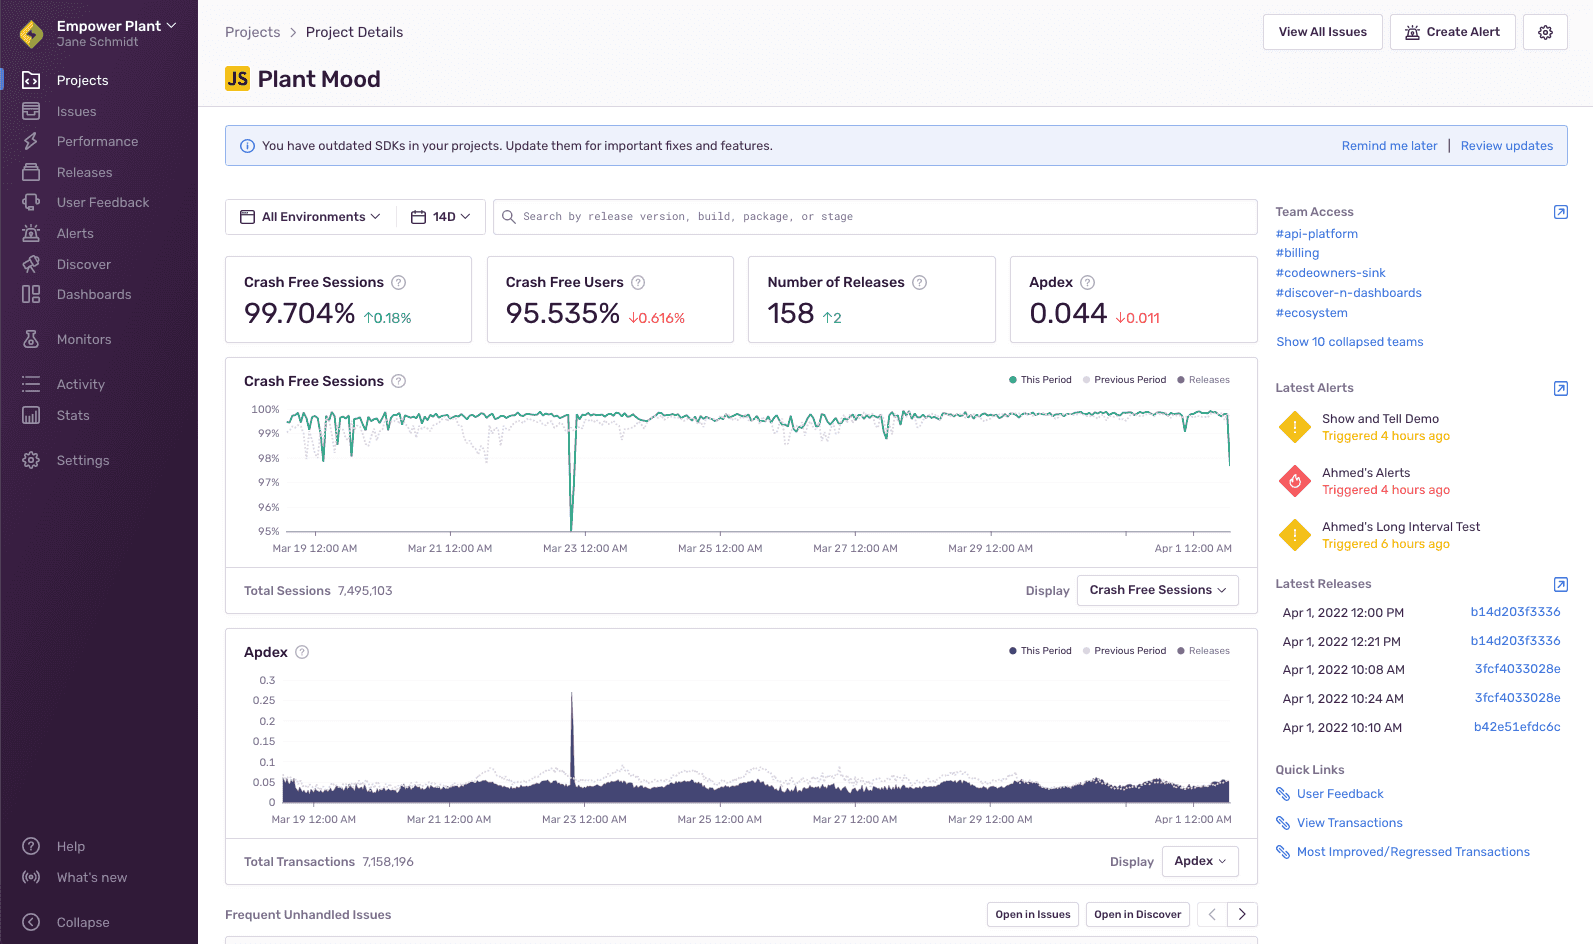 Empower Plant
Jane Schmidt
Projects
Issues
Performance
Releases
User Feedback
Alerts
Discover
Dashboards
Monitors
Activity
Stats
Settings
Help
What's new
Collapse
Projects > Project Details
View All Issues
Create Alert
JS Plant Mood
You have outdated SDKs in your projects. Update them for important fixes and features.
Remind me later | Review updates
All Environments
14D
Search by release version, build, package, or stage
Crash Free Sessions
99.704% ↑0.18%
Crash Free Users
95.535% ↓0.616%
Number of Releases
158 ↑2
Apdex
0.044 ↓0.011
Crash Free Sessions
This Period Previous Period Releases
100%
99%
98%
97%
96%
95%
Mar 19 12:00 AM Mar 21 12:00 AM Mar 23 12:00 AM Mar 25 12:00 AM Mar 27 12:00 AM Mar 29 12:00 AM Apr 1 12:00 AM
Total Sessions 7,495,103
Display Crash Free Sessions
Apdex
This Period Previous Period Releases
0.3
0.25
0.2
0.15
0.1
0.05
0
Mar 19 12:00 AM Mar 21 12:00 AM Mar 23 12:00 AM Mar 25 12:00 AM Mar 27 12:00 AM Mar 29 12:00 AM Apr 1 12:00 AM
Total Transactions 7,158,196
Display Apdex
Frequent Unhandled Issues
Open in Issues
Open in Discover
Team Access
#api-platform
#billing
#codeowners-sink
#discover-n-dashboards
#ecosystem
Show 10 collapsed teams
Latest Alerts
Show and Tell Demo
Triggered 4 hours ago
Ahmed's Alerts
Triggered 4 hours ago
Ahmed's Long Interval Test
Triggered 6 hours ago
Latest Releases
Apr 1, 2022 12:00 PM b14d203f3336
Apr 1, 2022 12:21 PM b14d203f3336
Apr 1, 2022 10:08 AM 3fcf4033028e
Apr 1, 2022 10:24 AM 3fcf4033028e
Apr 1, 2022 10:10 AM b42e51efdc6c
Quick Links
User Feedback
View Transactions
Most Improved/Regressed Transactions